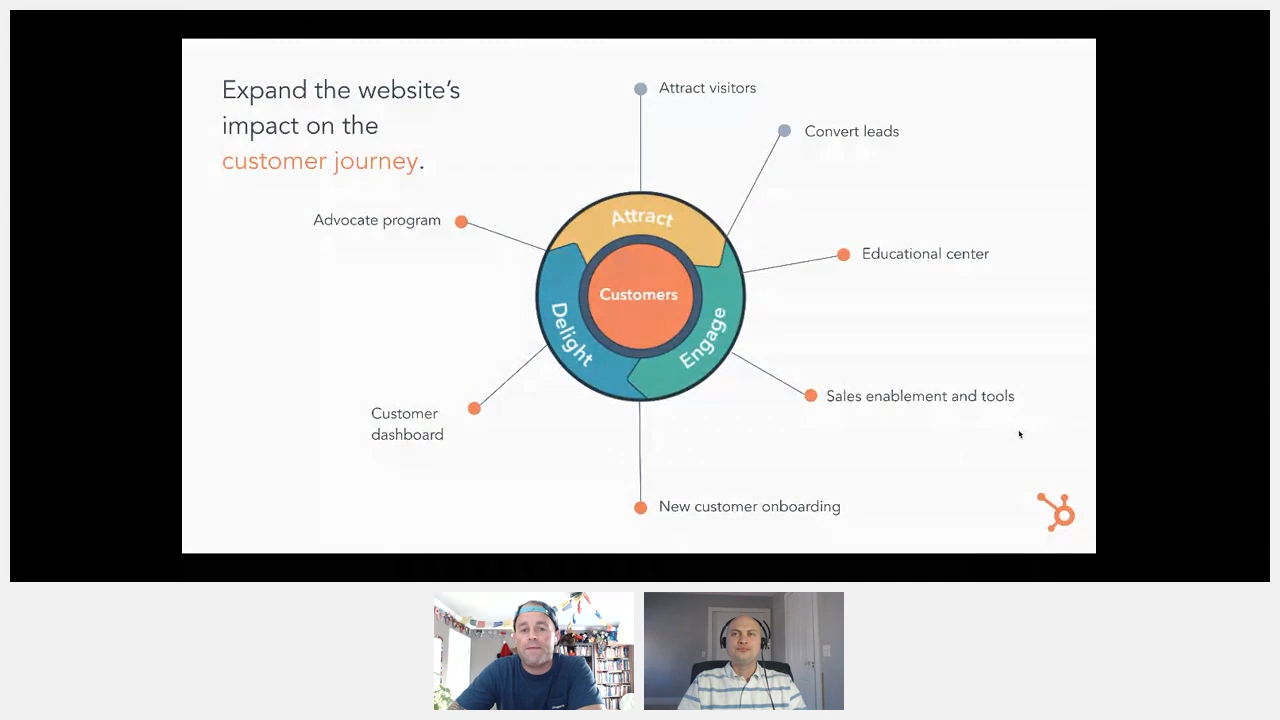 Expand the website's
impact on the
customer journey.
Attract visitors
Convert leads
Advocate program
Attract
Educational center
Customers
Delight
Engage
Sales enablement and tools
Customer
dashboard
New customer onboarding